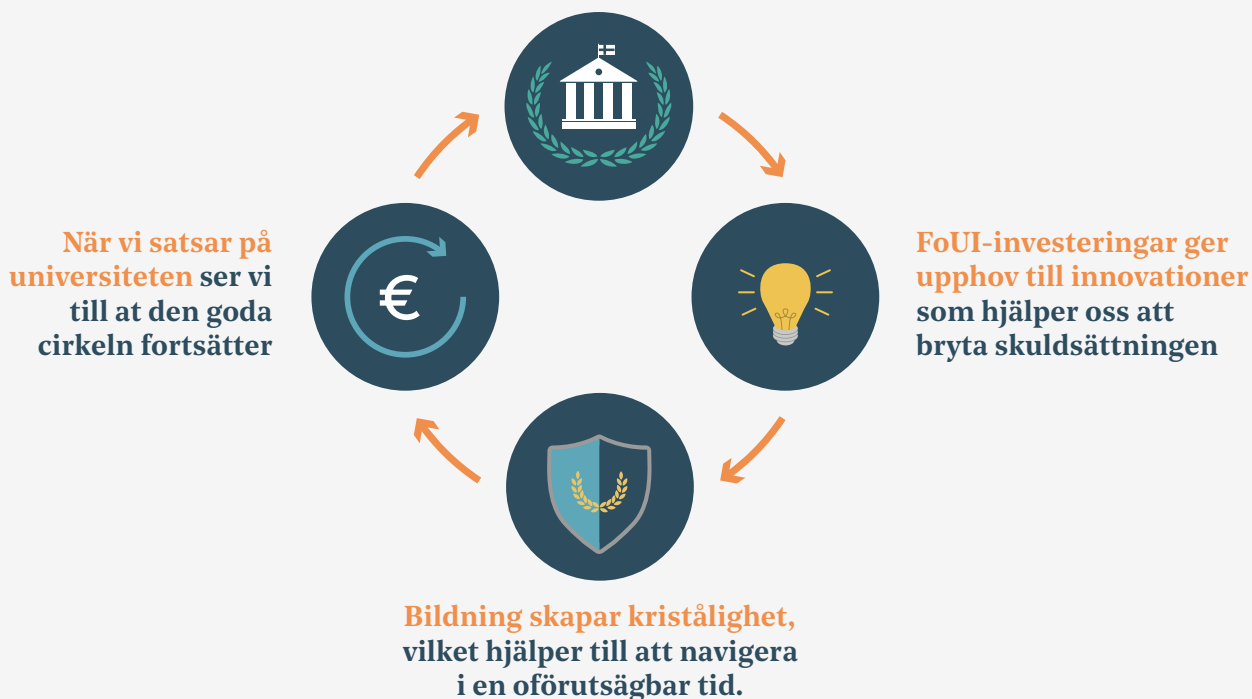 När vi satsar på
universiteten ser vi
till at den goda
cirkeln fortsätter
€
FoUI-investeringar ger
upphov till innovationer
som hjälper oss att
bryta skuldsättningen
Bildning skapar kristålighet,
vilket hjälper till att navigera
i en oförutsägbar tid.